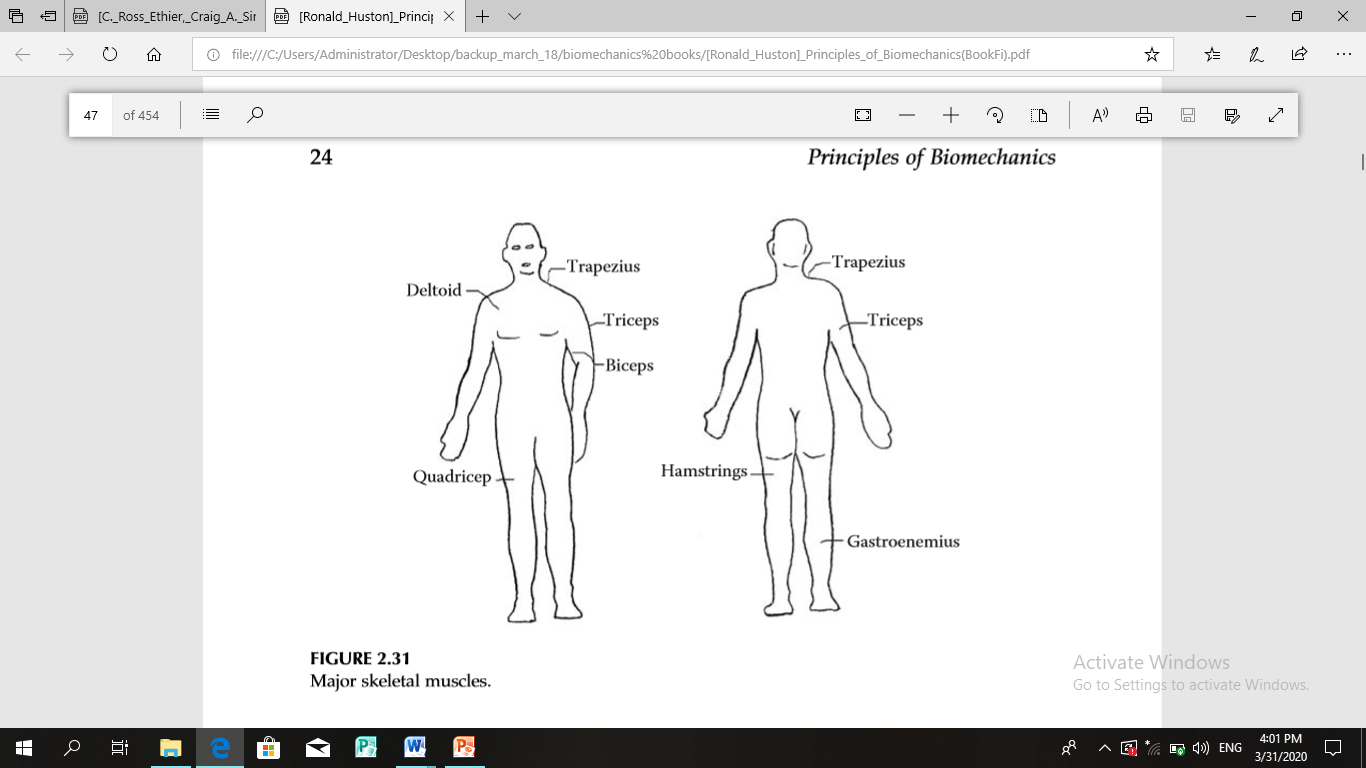 [C._Ross_Ethier,_Craig_A._Sir
[Ronald_Huston]_Princip
file:///C:/Users/Administrator/Desktop/backup_march_18/biomechanics%20books/[Ronald_Huston]_Principles_of_Biomechanics(BookFi).pdf
47 of 454
24 Principles of Biomechanics
Trapezius
Deltoid
Triceps
Biceps
Quadricep
Trapezius
Triceps
Hamstrings
Gastroenemius
FIGURE 2.31
Major skeletal muscles.
Activate Windows
Go to Settings to activate Windows.
ENG
4:01 PM
3/31/2020